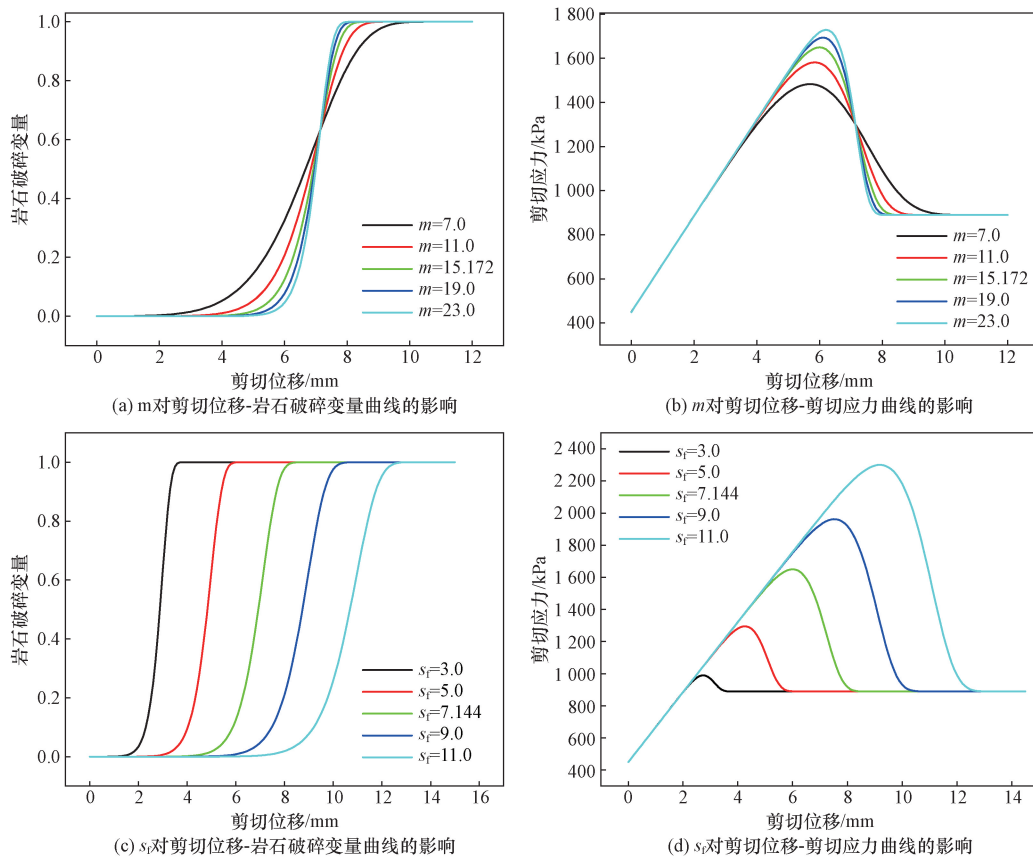 1.0
0.8
0.6
0.4
0.2
0.0
岩石破碎变量
m=7.0
m=11.0
m=15.172
m=19.0
m=23.0
0 2 4 6 8 10 12
剪切位移/mm
(a) m对剪切位移-岩石破碎变量曲线的影响
1 800
1 600
1 400
1 200
1 000
800
600
400
剪切应力/kPa
m=7.0
m=11.0
m=15.172
m=19.0
m=23.0
0 2 4 6 8 10 12
剪切位移/mm
(b) m对剪切位移-剪切应力曲线的影响
1.0
0.8
0.6
0.4
0.2
0.0
岩石破碎变量
sf=3.0
sf=5.0
sf=7.144
sf=9.0
sf=11.0
0 2 4 6 8 10 12 14 16
剪切位移/mm
(c) sf对剪切位移-岩石破碎变量曲线的影响
2 400
2 200
2 000
1 800
1 600
1 400
1 200
1 000
800
600
400
剪切应力/kPa
sf=3.0
sf=5.0
sf=7.144
sf=9.0
sf=11.0
0 2 4 6 8 10 12 14
剪切位移/mm
(d) sf对剪切位移-剪切应力曲线的影响